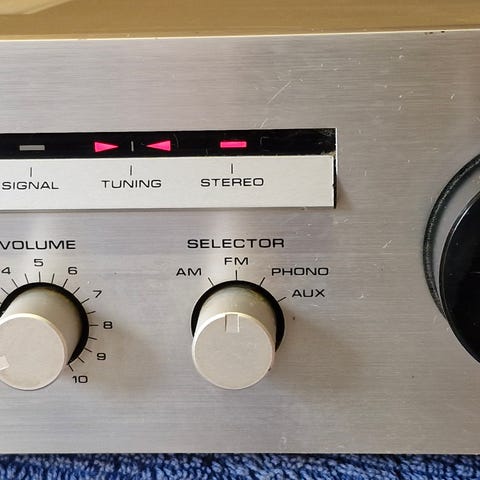 SIGNAL TUNING STEREO
VOLUME
4 5 6
7
8
9
10
SELECTOR
AM FM PHONO
AUX